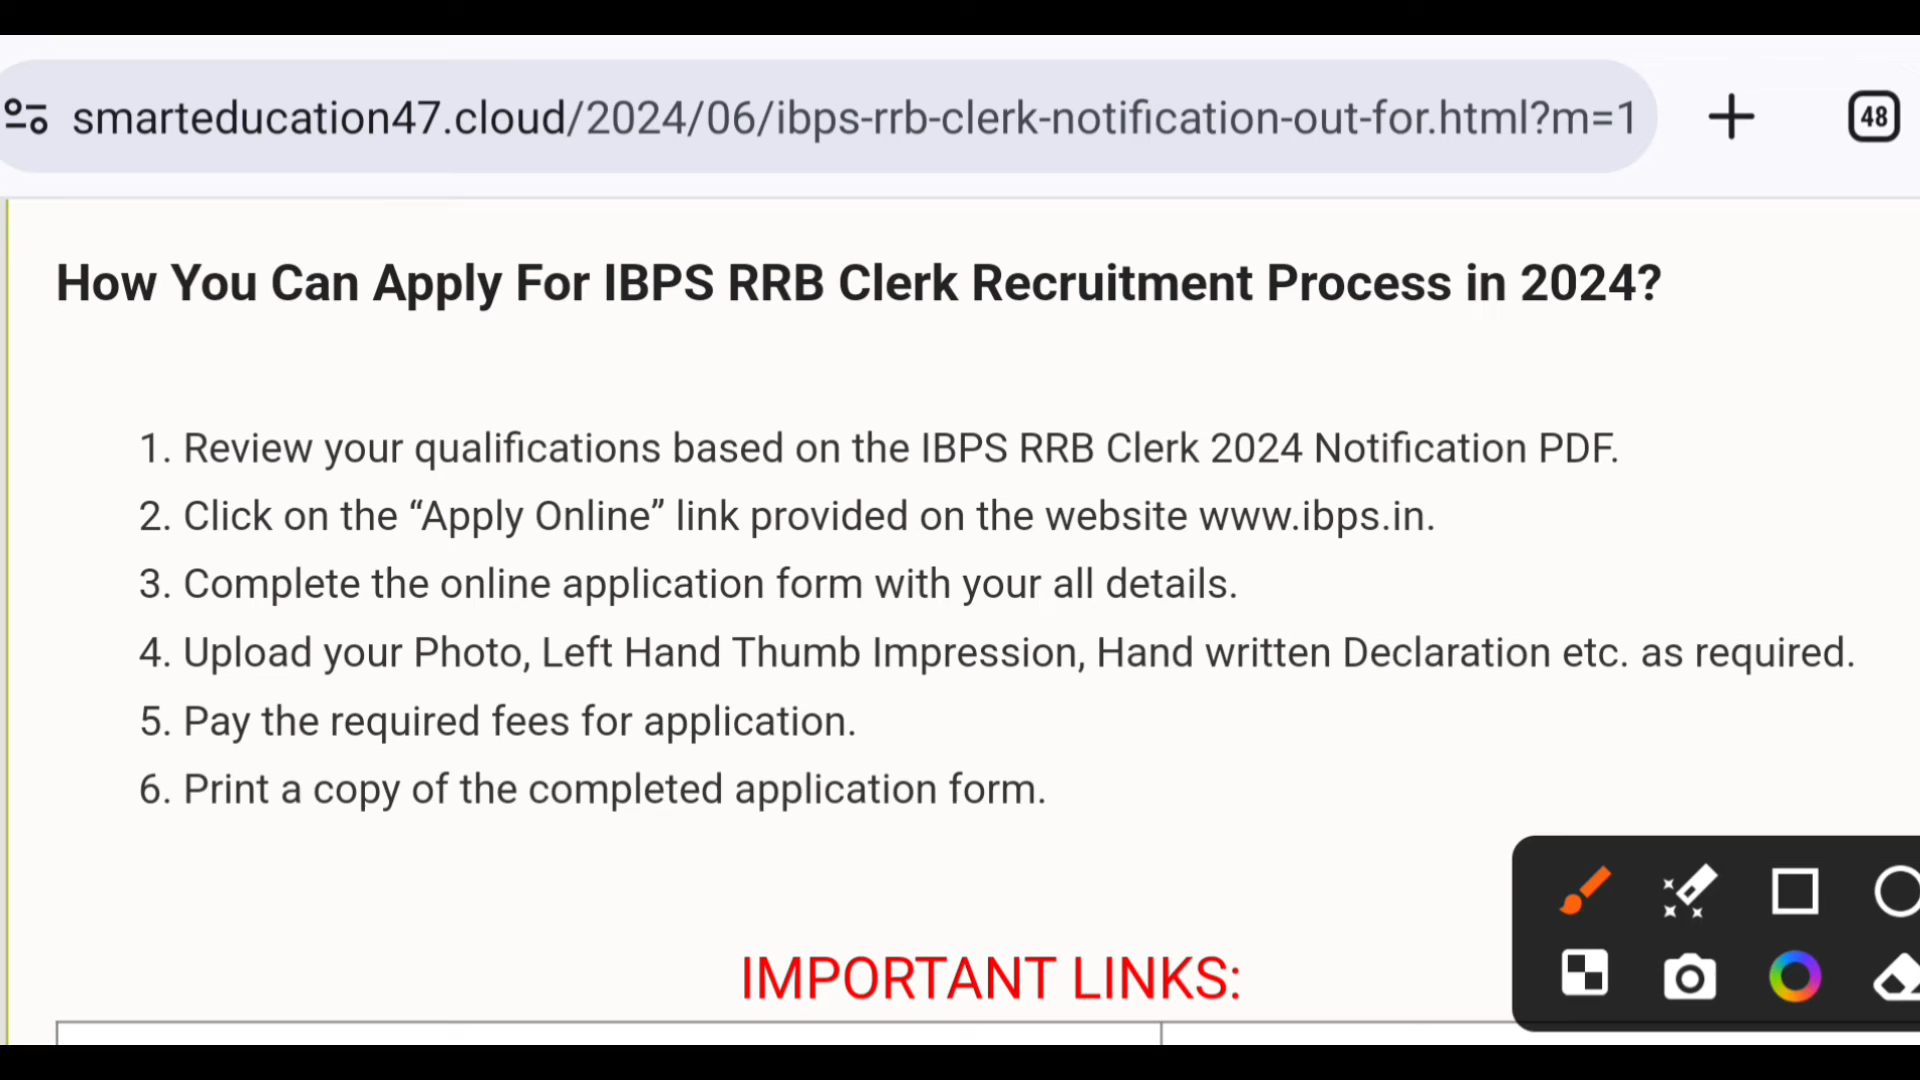 smarteducation47.cloud/2024/06/ibps-rrb-clerk-notification-out-for.html?m=1
48
How You Can Apply For IBPS RRB Clerk Recruitment Process in 2024?
1. Review your qualifications based on the IBPS RRB Clerk 2024 Notification PDF.
2. Click on the “Apply Online” link provided on the website www.ibps.in.
3. Complete the online application form with your all details.
4. Upload your Photo, Left Hand Thumb Impression, Hand written Declaration etc. as required.
5. Pay the required fees for application.
6. Print a copy of the completed application form.
IMPORTANT LINKS: